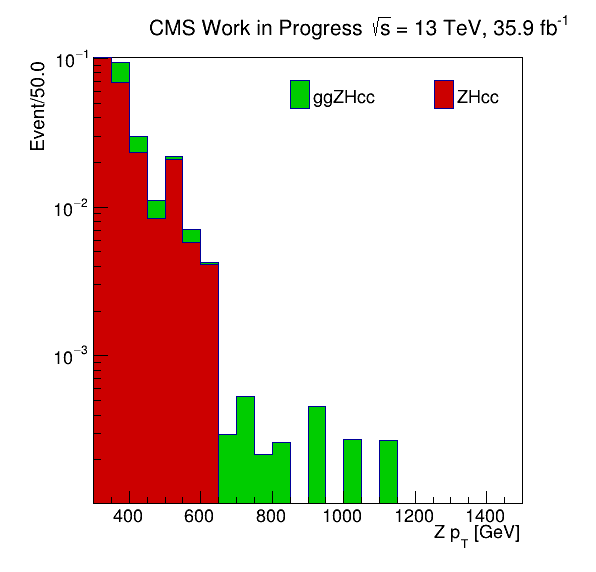 CMS Work in Progress √s = 13 TeV, 35.9 fb⁻¹
Event/50.0
10⁻¹
10⁻²
10⁻³
ggZHcc
ZHcc
400 600 800 1000 1200 1400
Z p_T [GeV]